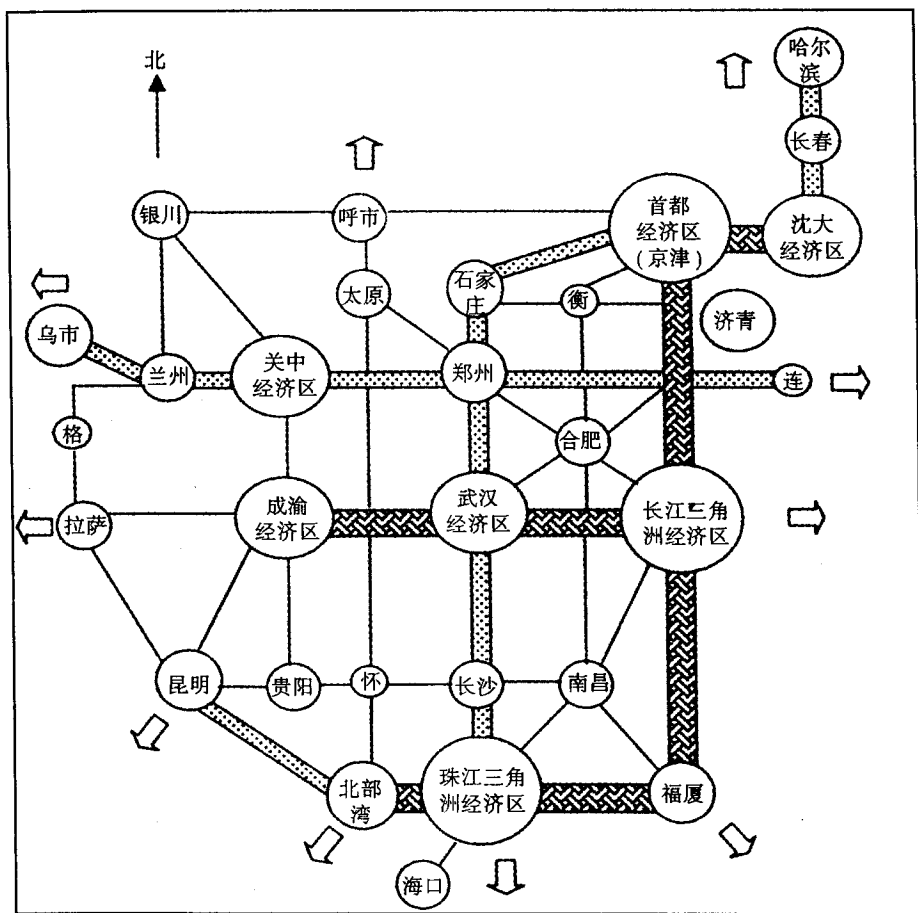 北
哈尔
滨
长春
银川
呼市
首都
经济区
(京津)
沈大
经济区
石家
庄
太原
衡
济青
乌市
兰州
关中
经济区
郑州
连
格
合肥
拉萨
成渝
经济区
武汉
经济区
长江三角
洲经济区
昆明
贵阳
怀
长沙
南昌
北部
湾
珠江三角
洲经济区
福厦
海口